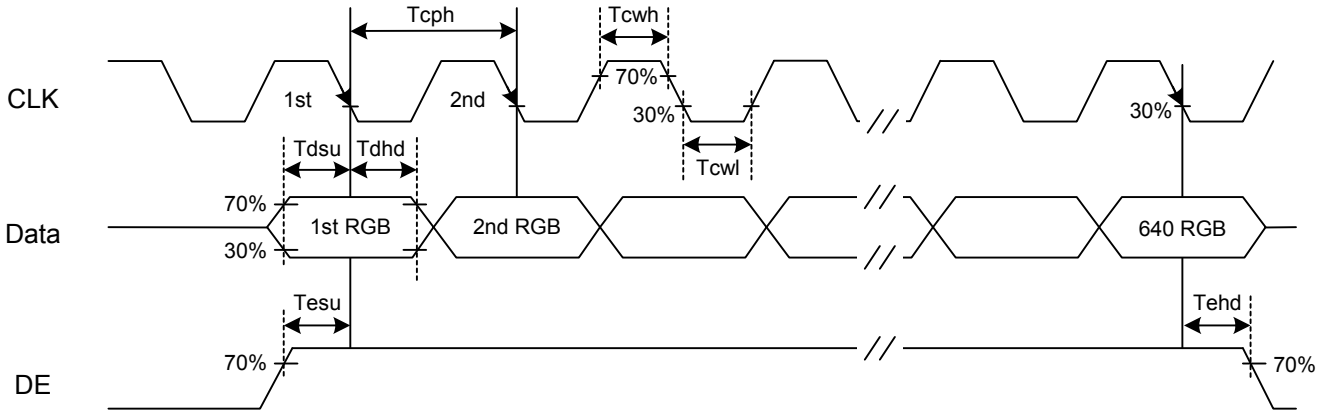 Tcph
Tcwh
CLK
1st
2nd
70%
30%
30%
Tcwl
Tdsu
Tdhd
Data
70%
30%
1st RGB
2nd RGB
640 RGB
Tesu
Tehd
DE
70%
70%